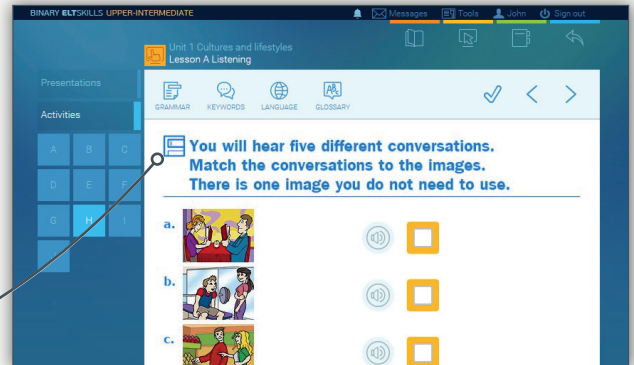 BINARY ELTSKILLS UPPER-INTERMEDIATE
Messages
Tools
John
Sign out
Unit 1 Cultures and lifestyles
Lesson A Listening
Presentations
Activities
GRAMMAR
KEYWORDS
LANGUAGE
GLOSSARY
A B C
D E F
G H I
You will hear five different conversations.
Match the conversations to the images.
There is one image you do not need to use.
a.
b.
c.